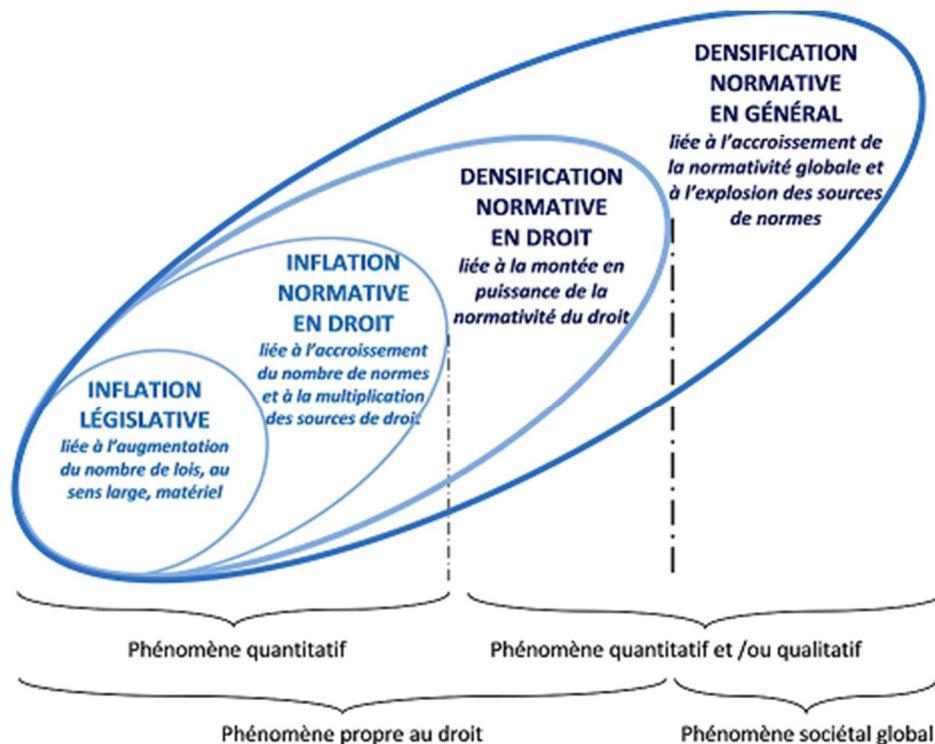 DENSIFICATION
NORMATIVE
EN GÉNÉRAL
liée à l'accroissement de
la normativité globale et
à l'explosion des sources
de normes
DENSIFICATION
NORMATIVE
EN DROIT
liée à la montée en
puissance de la
normativité du droit
INFLATION
NORMATIVE
EN DROIT
liée à l'accroissement
du nombre de normes
et à la multiplication
des sources de droit
INFLATION
LÉGISLATIVE
liée à l'augmentation
du nombre de lois, au
sens large, matériel
Phénomène quantitatif
Phénomène quantitatif et /ou qualitatif
Phénomène propre au droit
Phénomène sociétal global